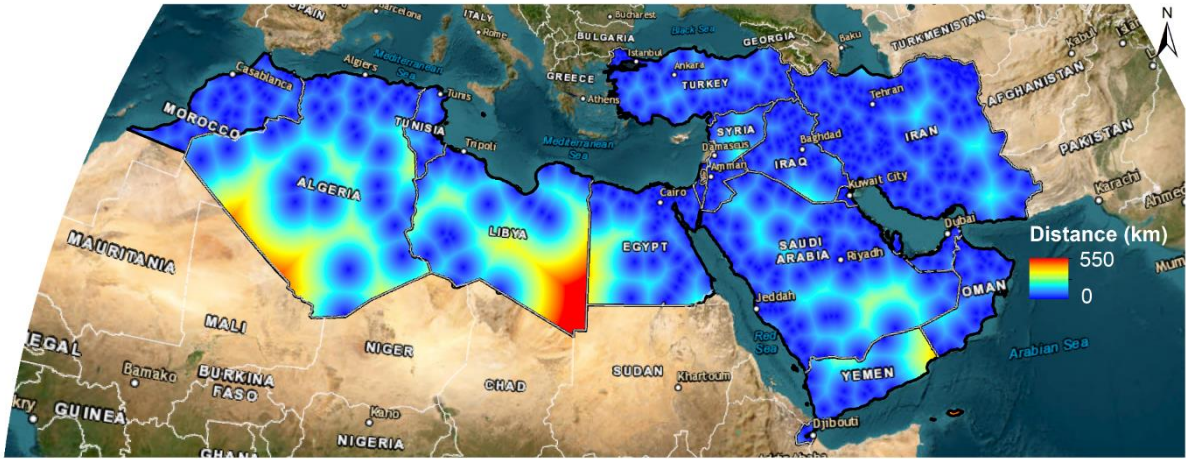 SPAIN
Barcelona
ITALY
Rome
Bucharest
BULGARIA
Black Sea
GEORGIA
Baku
TURKMENISTAN
Kabul
N
Istanbul
Ankara
TURKEY
GREECE
Athens
Algiers
Mediterranean
Sea
Casablanca
MOROCCO
Tunis
TUNISIA
Tripoli
Mediterranean
Sea
SYRIA
Damascus
Amman
Baghdad
IRAQ
Tehran
IRAN
AFGHANISTAN
PAKISTAN
Karachi
ALGERIA
LIBYA
Cairo
EGYPT
Kuwait City
SAUDI
ARABIA
Riyadh
Dubai
OMAN
Distance (km)
550
0
Jeddah
Red
Sea
YEMEN
Arabian Sea
MAURITANIA
MALI
NIGER
CHAD
SUDAN
Khartoum
EGAL
Bamako
BURKINA
FASO
GUINEA
Kano
NIGERIA
Djibouti